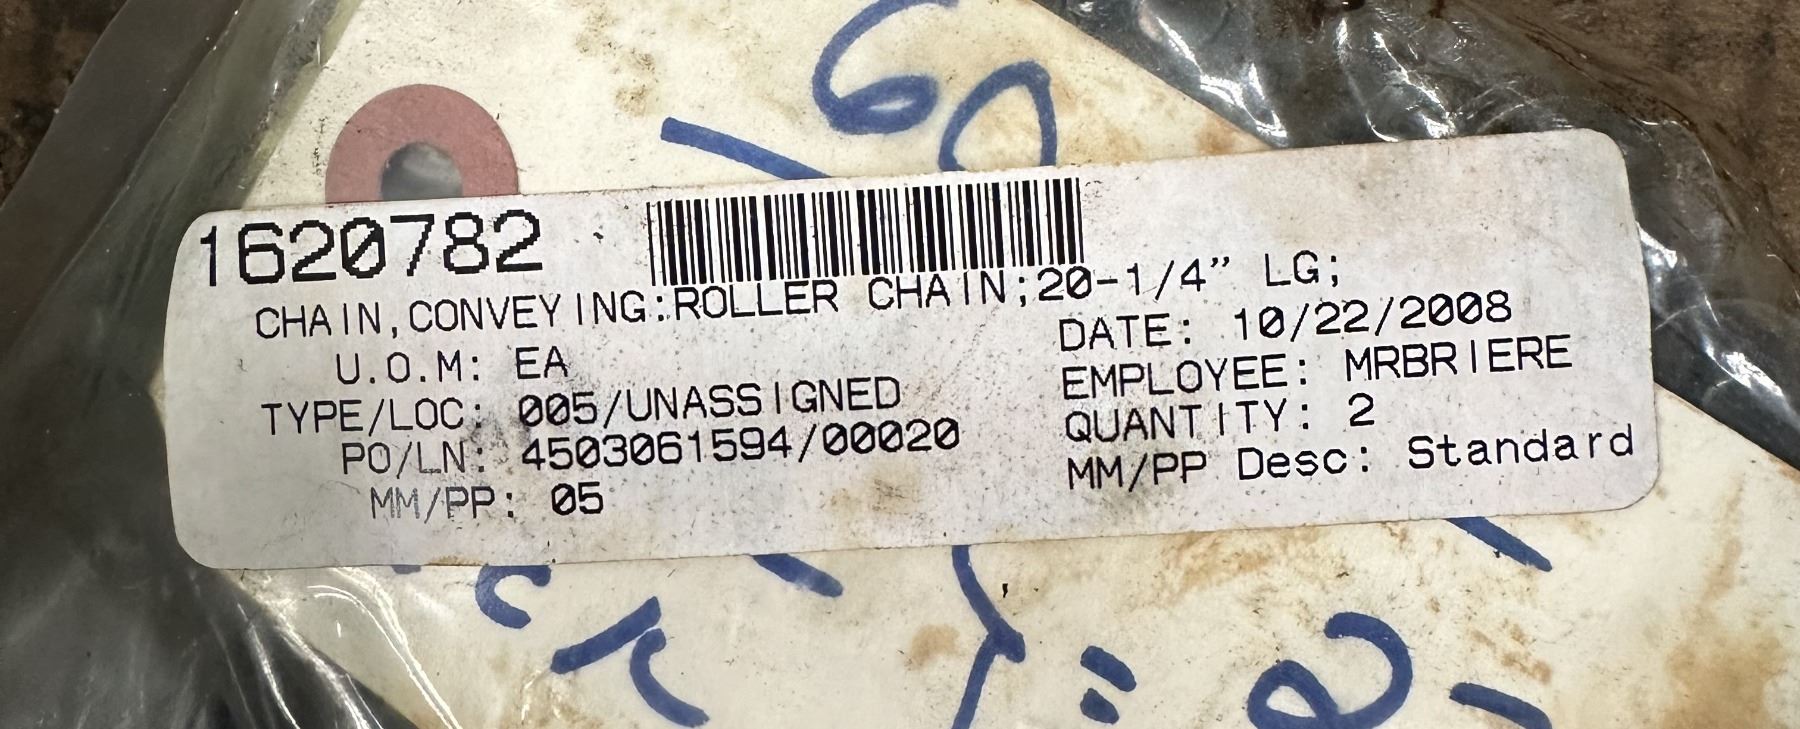 60
1620782
CHAIN,CONVEYING:ROLLER CHAIN;20-1/4” LG;
U.O.M: EA
DATE: 10/22/2008
TYPE/LOC: 005/UNASSIGNED
EMPLOYEE: MRBRIERE
PO/LN: 4503061594/00020
QUANTITY: 2
MM/PP: 05
MM/PP Desc: Standard